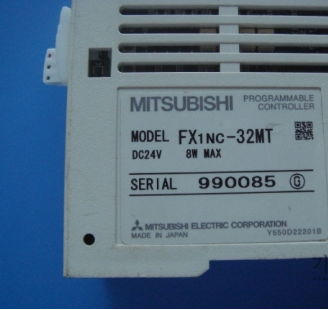 MITSUBISHI PROGRAMMABLE CONTROLLER
MODEL FX1NC-32MT
DC24V 8W MAX
SERIAL 990085 G
MITSUBISHI ELECTRIC CORPORATION
MADE IN JAPAN Y550D22201B